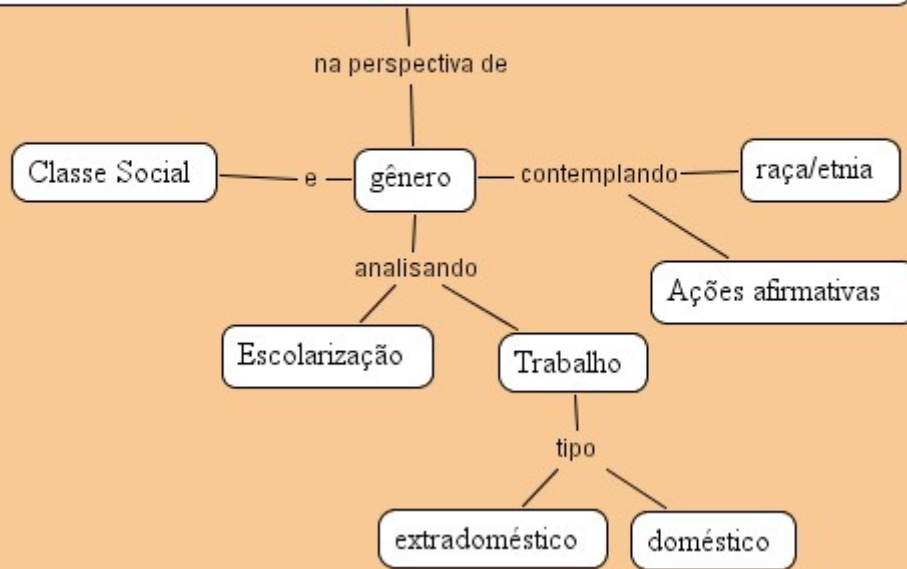 na perspectiva de
Classe Social
e
gênero
contemplando
raça/etnia
analisando
Ações afirmativas
Escolarização
Trabalho
tipo
extradoméstico
doméstico